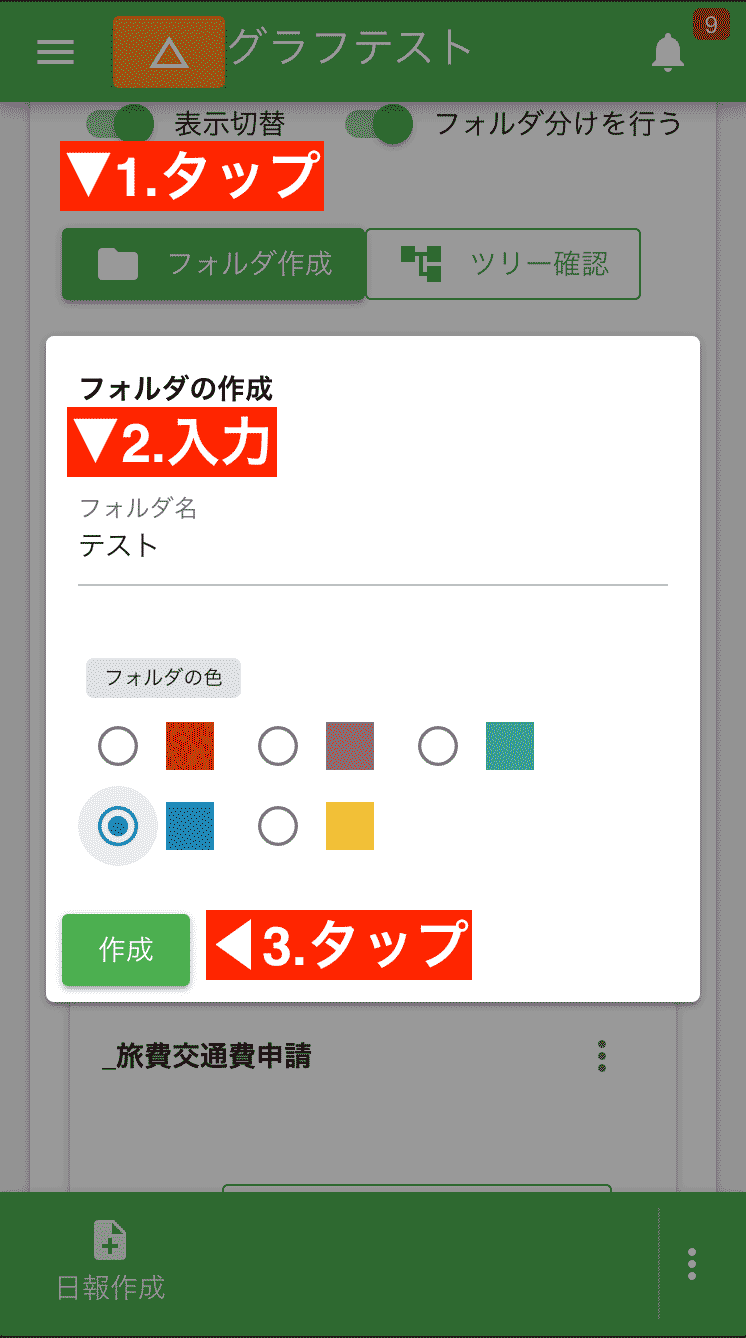 グラフテスト
9
表示切替 フォルダ分けを行う
▼1.タップ
フォルダ作成 ツリー確認
フォルダの作成
▼2.入力
フォルダ名
テスト
フォルダの色
作成
◀3.タップ
_旅費交通費申請
日報作成